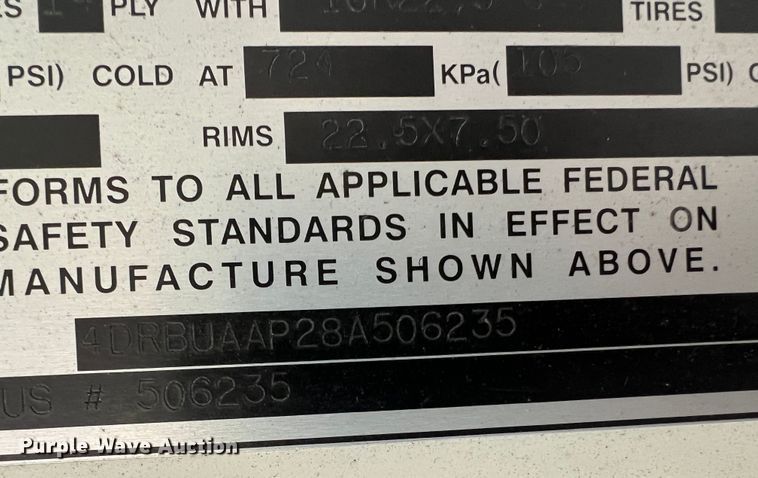 PLY WITH TIRES
PSI) COLD AT 724 KPa( 105 PSI)
RIMS 22.5X7.50
FORMS TO ALL APPLICABLE FEDERAL
SAFETY STANDARDS IN EFFECT ON
MANUFACTURE SHOWN ABOVE.
4DRBUAAP28A506235
US # 506235
Purple Wave Auction